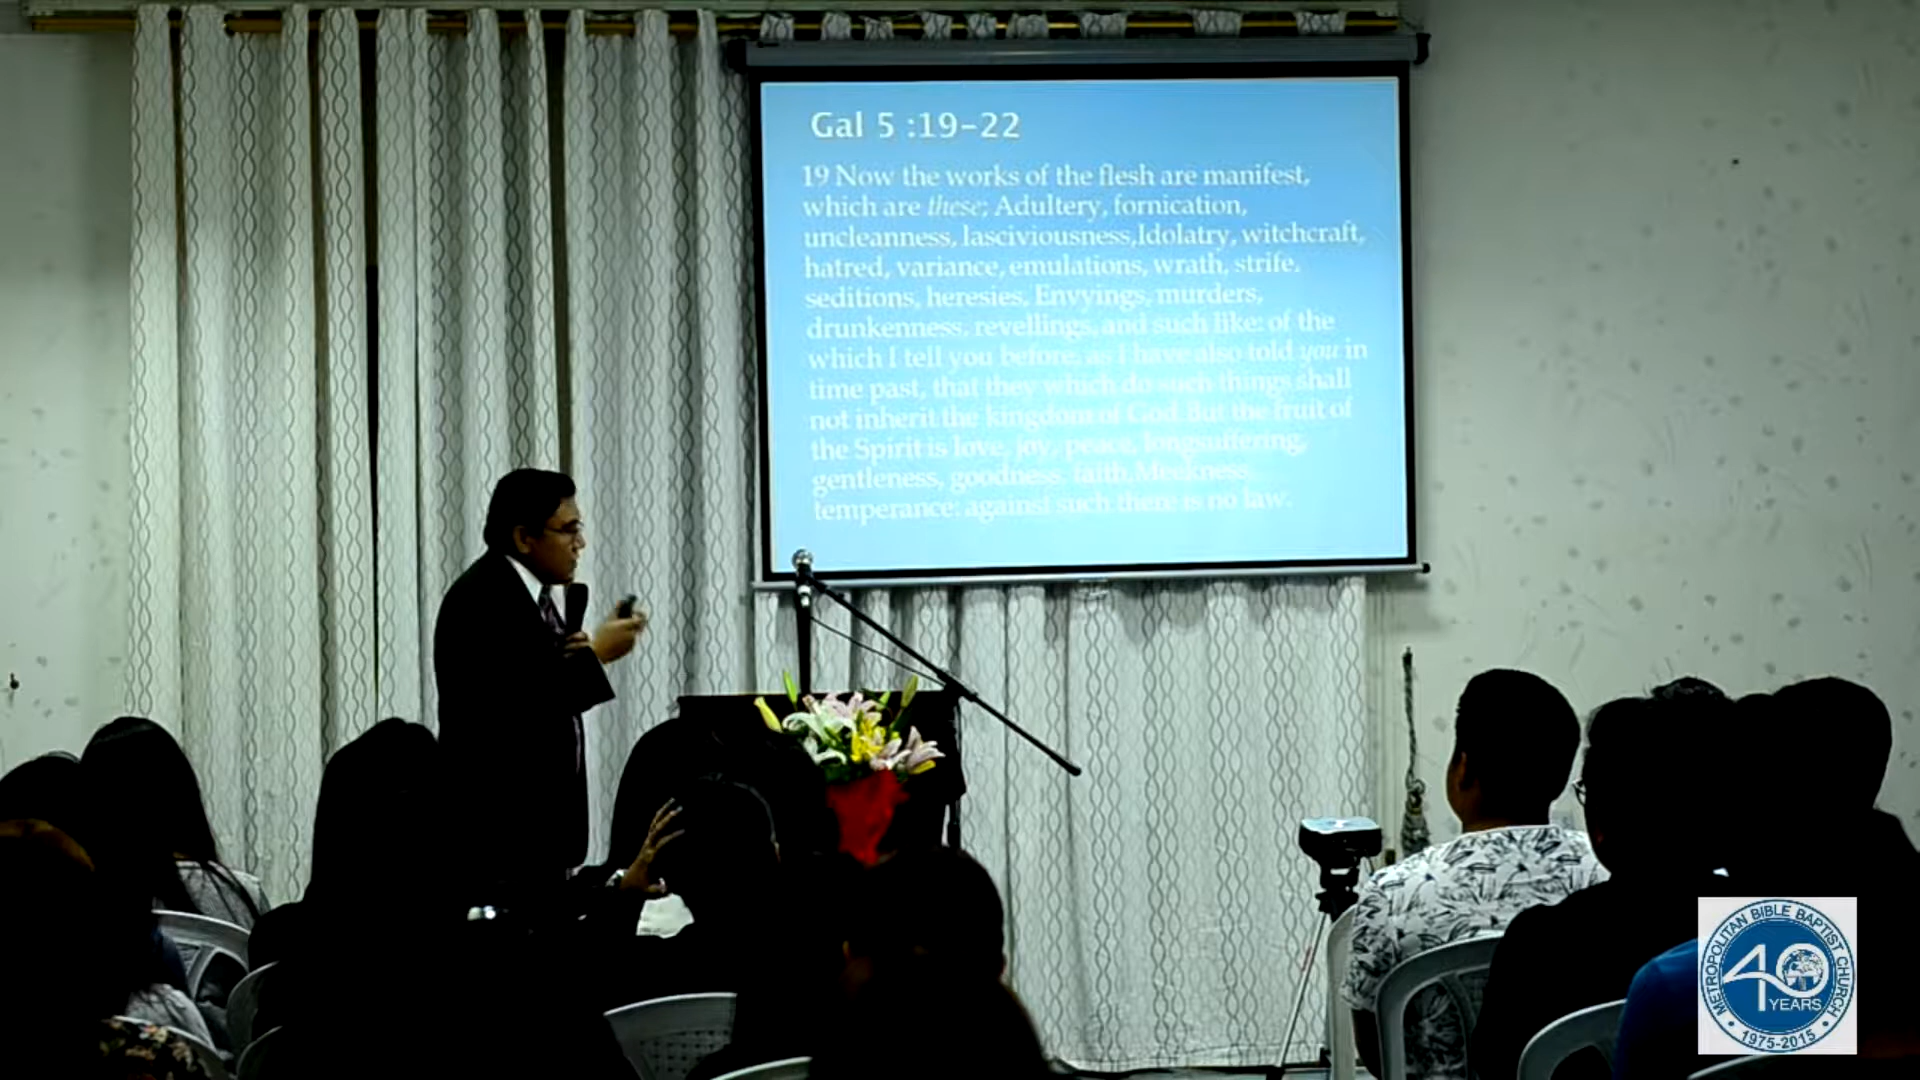 Gal 5 :19-22
19 Now the works of the flesh are manifest,
which are these; Adultery, fornication,
uncleanness, lasciviousness,Idolatry, witchcraft,
hatred, variance, emulations, wrath, strife,
seditions, heresies, Envyings, murders,
drunkenness, revellings, and such like: of the
which I tell you before, as I have also told you in
time past, that they which do such things shall
not inherit the kingdom of God.But the fruit of
the Spirit is love, joy, peace, longsuffering,
gentleness, goodness, faith,Meekness,
temperance: against such there is no law.
METROPOLITAN BIBLE BAPTIST CHURCH
40
YEARS
• 1975-2015 •